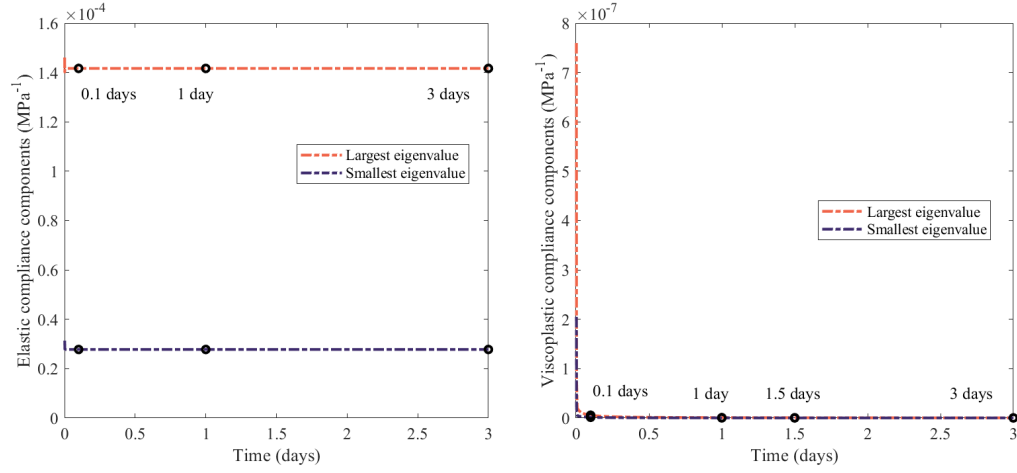 ×10⁻⁴
1.6
1.4
1.2
1
0.8
0.6
0.4
0.2
0
Elastic compliance components (MPa⁻¹)
0.1 days
1 day
3 days
Largest eigenvalue
Smallest eigenvalue
0 0.5 1 1.5 2 2.5 3
Time (days)
×10⁻⁷
8
7
6
5
4
3
2
1
0
Viscoplastic compliance components (MPa⁻¹)
Largest eigenvalue
Smallest eigenvalue
0.1 days
1 day
1.5 days
3 days
0 0.5 1 1.5 2 2.5 3
Time (days)